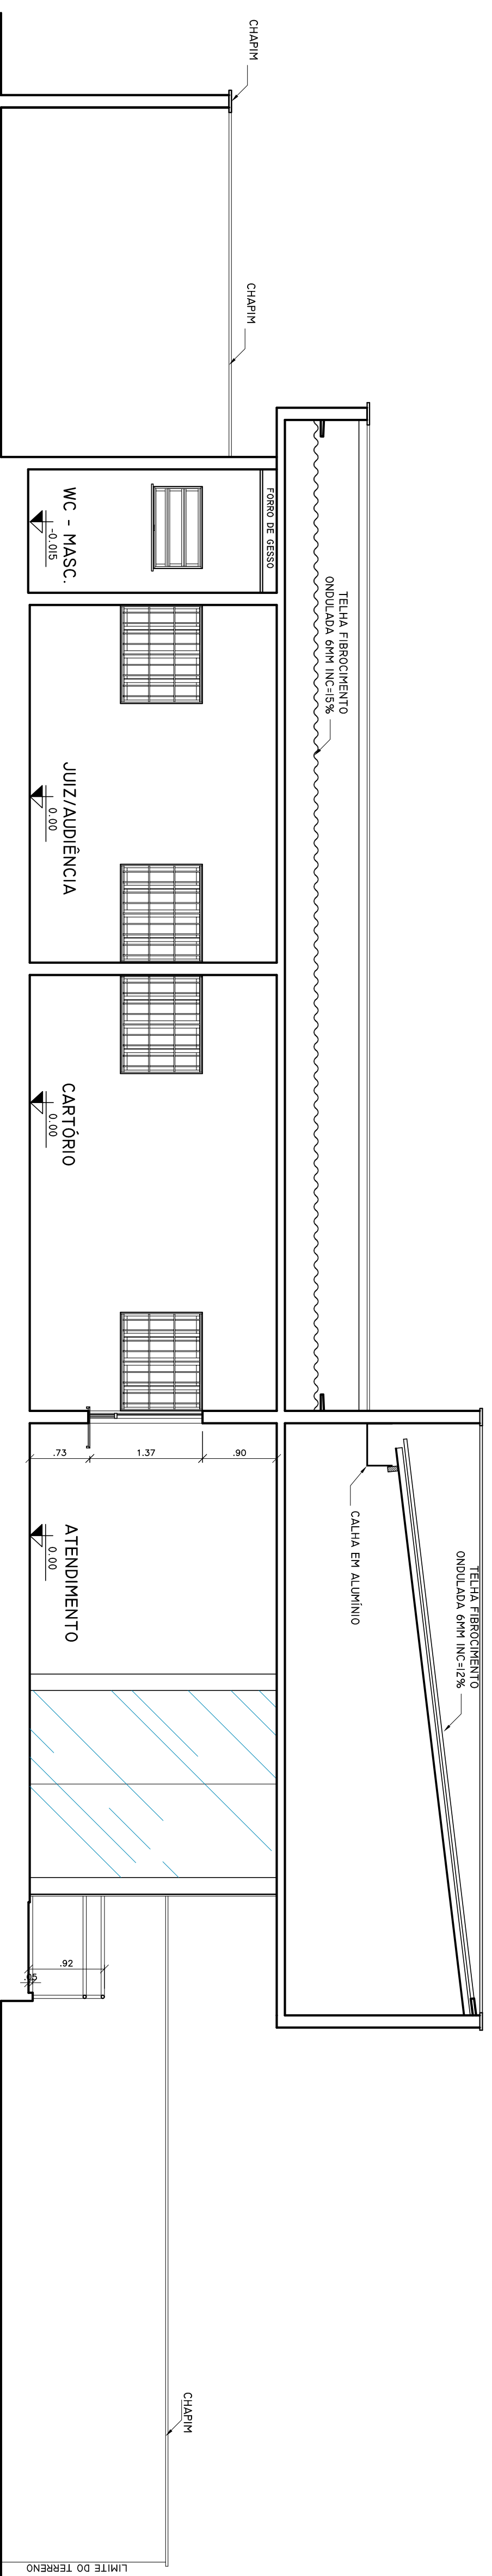 CHAPIM
CHAPIM
FORRO DE GESSO
WC - MASC.
-0.015
TELHA FIBROCIMENTO
ONDULADA 6MM INC=15%
JUIZ/AUDIÊNCIA
0.00
CARTÓRIO
0.00
.73
1.37
.90
ATENDIMENTO
0.00
CALHA EM ALUMÍNIO
TELHA FIBROCIMENTO
ONDULADA 6MM INC=12%
.92
.05
CHAPIM
LIMITE DO TERRENO